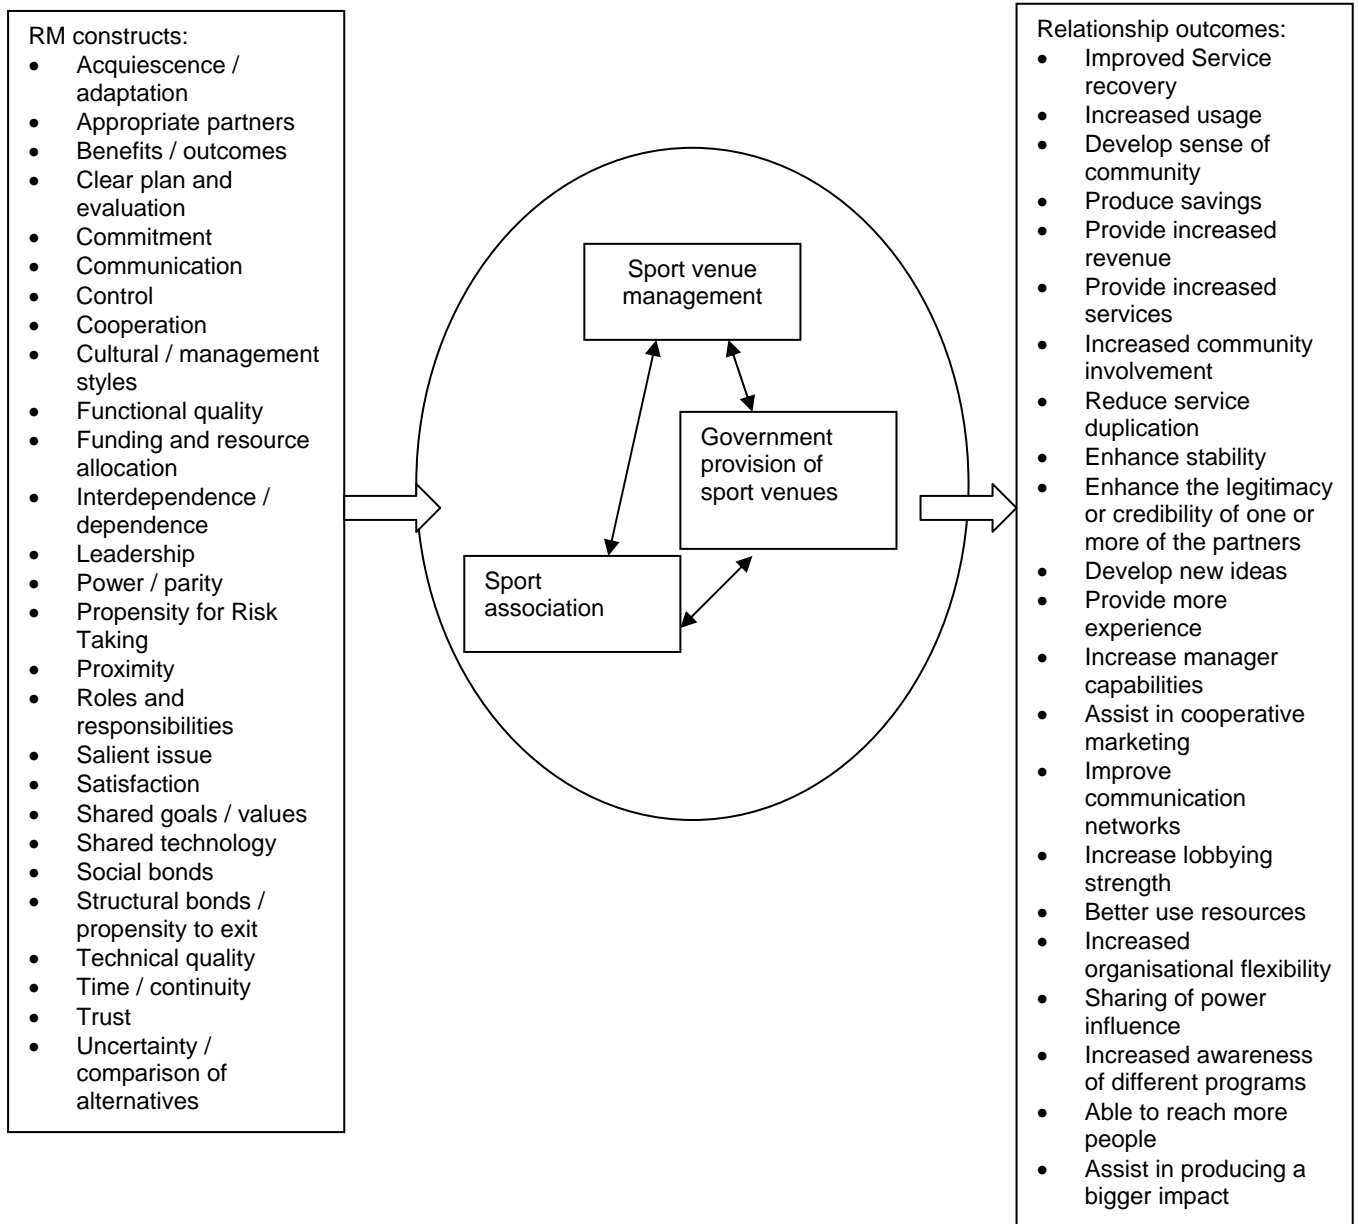 RM constructs:
• Acquiescence /
adaptation
• Appropriate partners
• Benefits / outcomes
• Clear plan and
evaluation
• Commitment
• Communication
• Control
• Cooperation
• Cultural / management
styles
• Functional quality
• Funding and resource
allocation
• Interdependence /
dependence
• Leadership
• Power / parity
• Propensity for Risk
Taking
• Proximity
• Roles and
responsibilities
• Salient issue
• Satisfaction
• Shared goals / values
• Shared technology
• Social bonds
• Structural bonds /
propensity to exit
• Technical quality
• Time / continuity
• Trust
• Uncertainty /
comparison of
alternatives
Sport venue
management
Government
provision of
sport venues
Sport
association
Relationship outcomes:
• Improved Service
recovery
• Increased usage
• Develop sense of
community
• Produce savings
• Provide increased
revenue
• Provide increased
services
• Increased community
involvement
• Reduce service
duplication
• Enhance stability
• Enhance the legitimacy
or credibility of one or
more of the partners
• Develop new ideas
• Provide more
experience
• Increase manager
capabilities
• Assist in cooperative
marketing
• Improve
communication
networks
• Increase lobbying
strength
• Better use resources
• Increased
organisational flexibility
• Sharing of power
influence
• Increased awareness
of different programs
• Able to reach more
people
• Assist in producing a
bigger impact